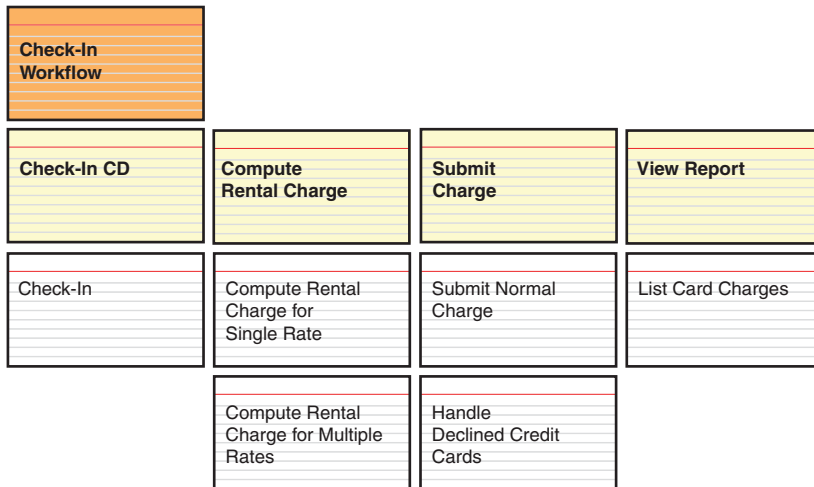 Check-In
Workflow
Check-In CD
Compute
Rental Charge
Submit
Charge
View Report
Check-In
Compute Rental
Charge for
Single Rate
Submit Normal
Charge
List Card Charges
Compute Rental
Charge for Multiple
Rates
Handle
Declined Credit
Cards